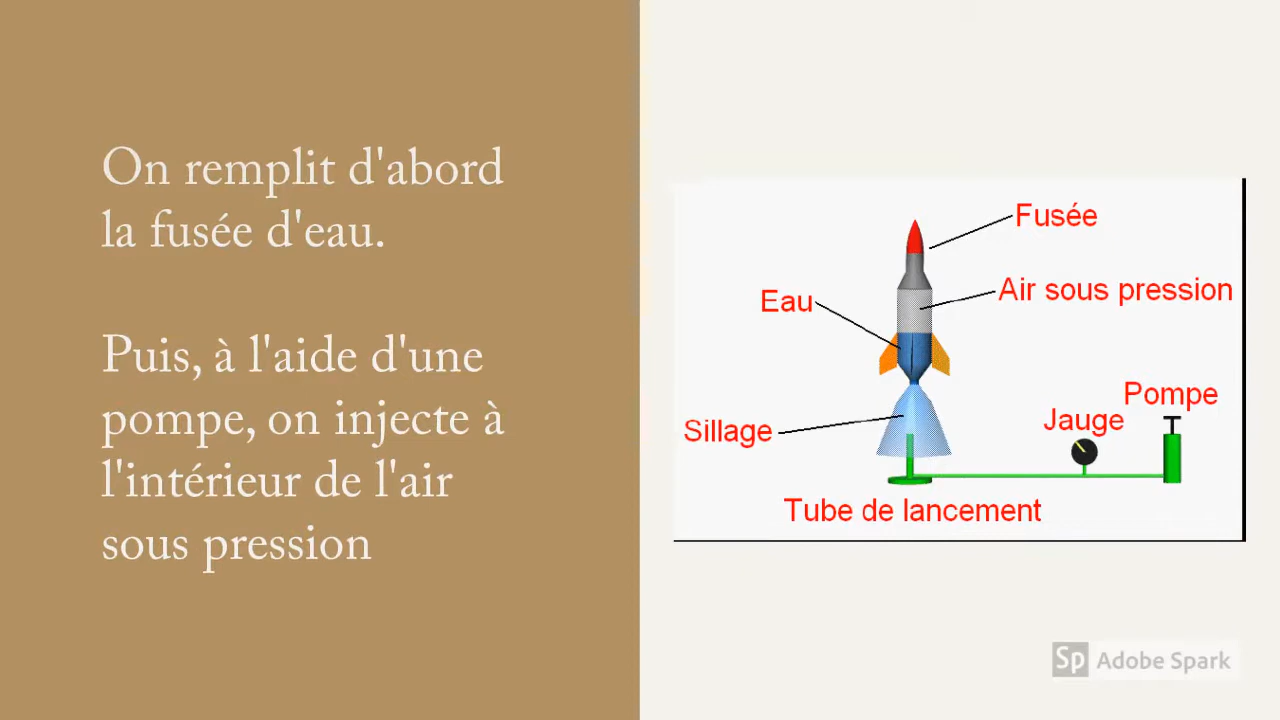 On remplit d'abord
la fusée d'eau.
Puis, à l'aide d'une
pompe, on injecte à
l'intérieur de l'air
sous pression
Fusée
Air sous pression
Eau
Pompe
Jauge
Sillage
Tube de lancement
Sp Adobe Spark